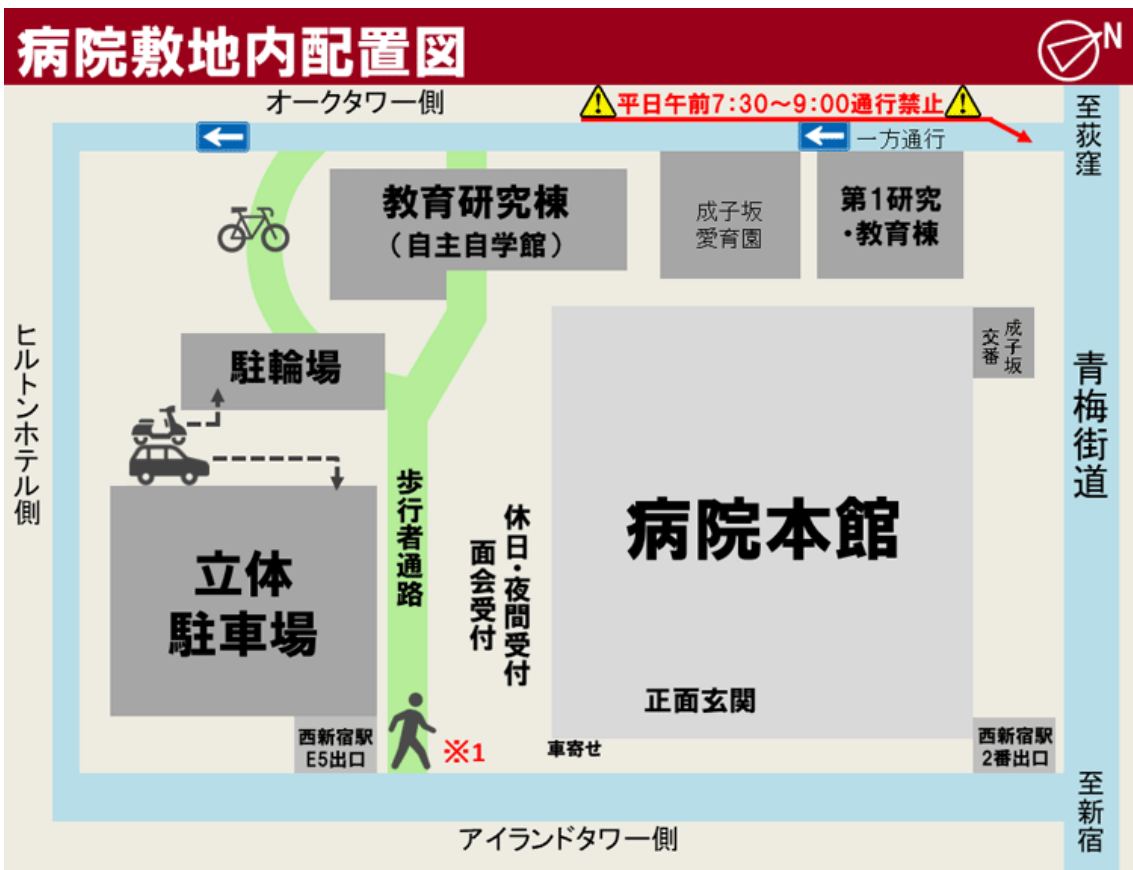 病院敷地内配置図
N
オークタワー側
平日午前7:30～9:00通行禁止
至荻窪
一方通行
教育研究棟
（自主自学館）
成子坂
愛育園
第1研究
・教育棟
ヒルトンホテル側
駐輪場
成子坂
交番
青梅街道
歩行者通路
休日・夜間受付
面会受付
病院本館
立体
駐車場
正面玄関
西新宿駅
E5出口
※1
車寄せ
西新宿駅
2番出口
至新宿
アイランドタワー側